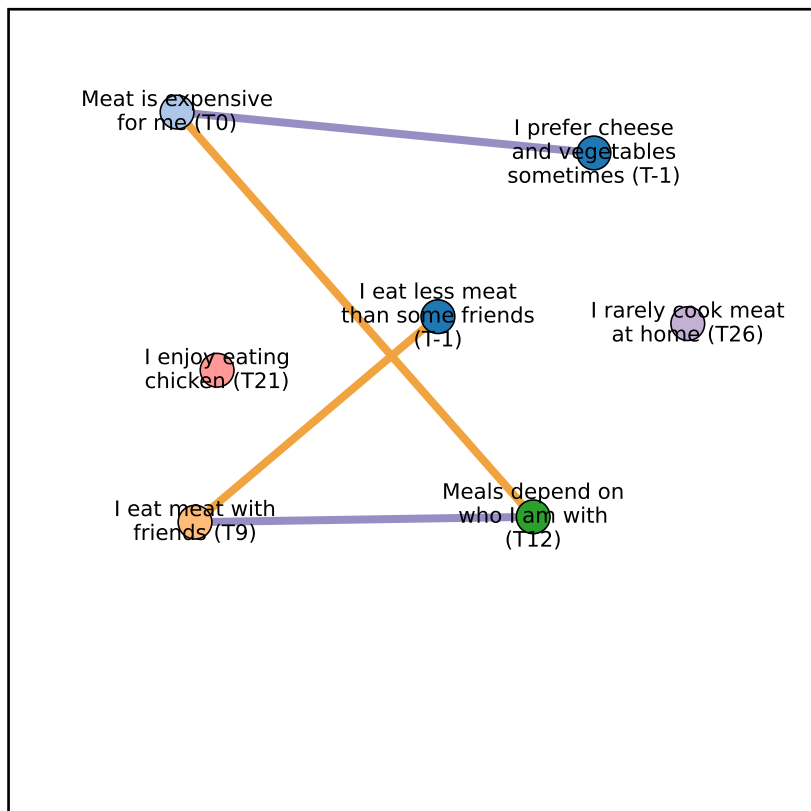 Meat is expensive
for me (T0)
I prefer cheese
and vegetables
sometimes (T-1)
I eat less meat
than some friends
(T-1)
I rarely cook meat
at home (T26)
I enjoy eating
chicken (T21)
Meals depend on
who I am with
(T12)
I eat meat with
friends (T9)